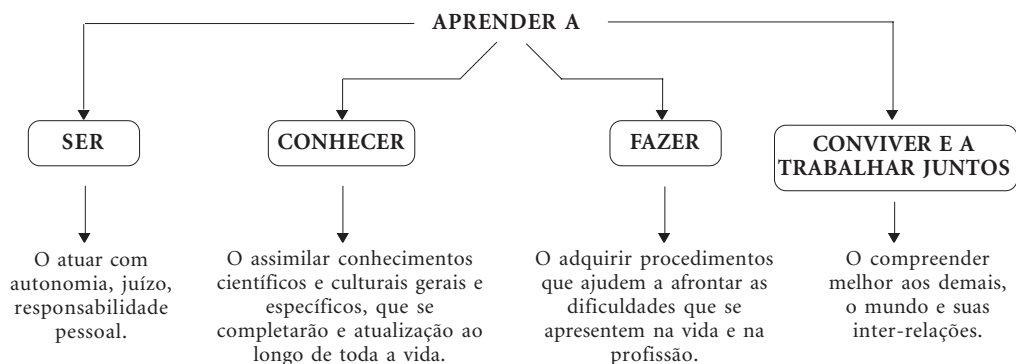 APRENDER A
SER
CONHECER
FAZER
CONVIVER E A
TRABALHAR JUNTOS
O atuar com
autonomia, juízo,
responsabilidade
pessoal.
O assimilar conhecimentos
científicos e culturais gerais e
específicos, que se
completarão e atualização ao
longo de toda a vida.
O adquirir procedimentos
que ajudem a afrontar as
dificuldades que se
apresentem na vida e na
profissão.
O compreender
melhor aos demais,
o mundo e suas
inter-relações.